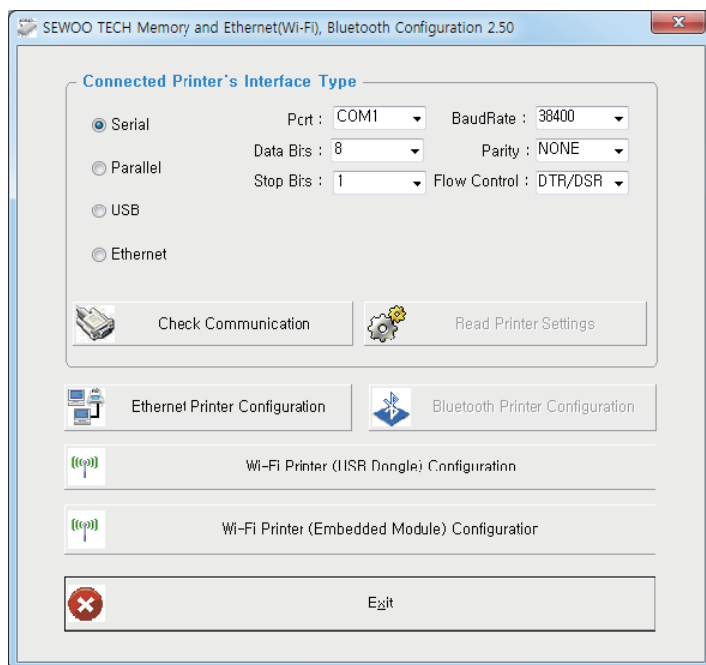 SEWOO TECH Memory and Ethernet(Wi-Fi), Bluetooth Configuration 2.50
Connected Printer's Interface Type
Serial
Port : COM1 BaudRate : 38400
Data Bits : 8 Parity : NONE
Parallel
Stop Bits : 1 Flow Control : DTR/DSR
USB
Ethernet
Check Communication Read Printer Settings
Ethernet Printer Configuration Bluetooth Printer Configuration
Wi-Fi Printer (USB Dongle) Configuration
Wi-Fi Printer (Embedded Module) Configuration
Exit